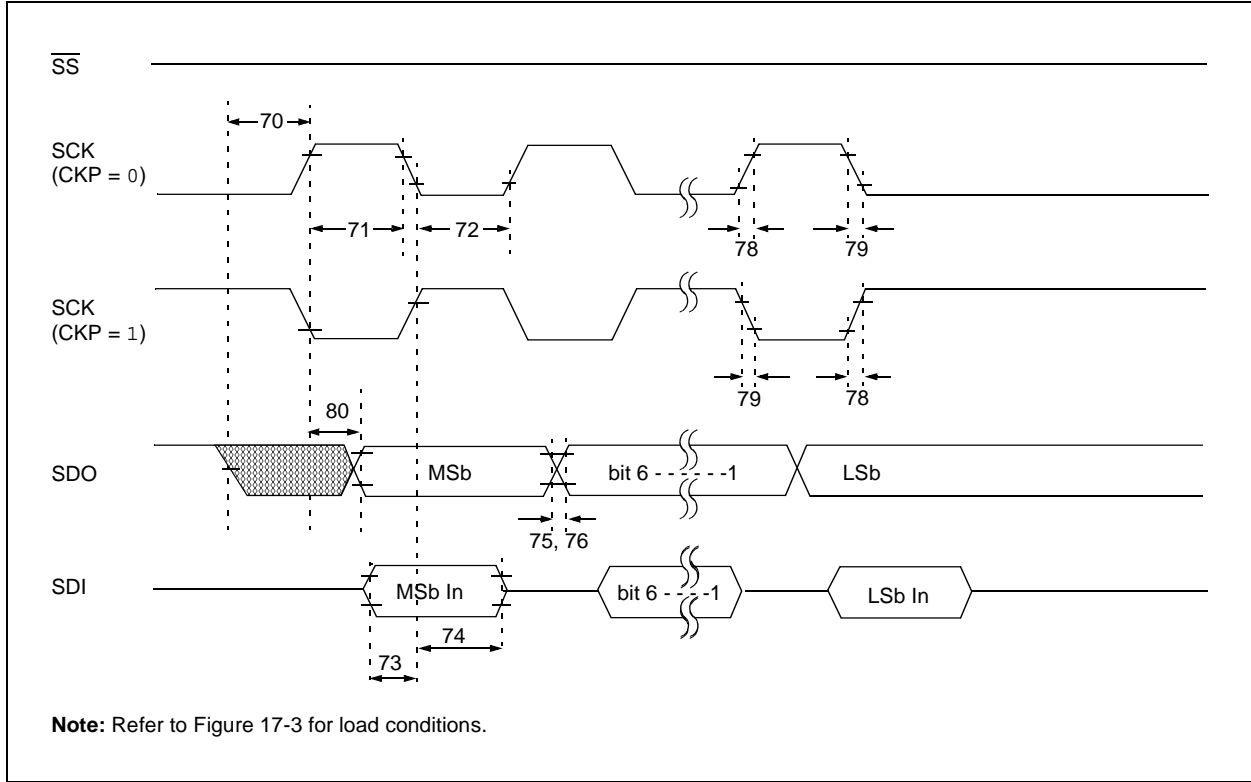 SS
70
SCK
(CKP = 0)
71
72
78
79
SCK
(CKP = 1)
79
78
80
SDO
MSb
bit 6 - - - - - - -1
LSb
75, 76
SDI
MSb In
bit 6 - - - - -1
LSb In
74
73
Note: Refer to Figure 17-3 for load conditions.